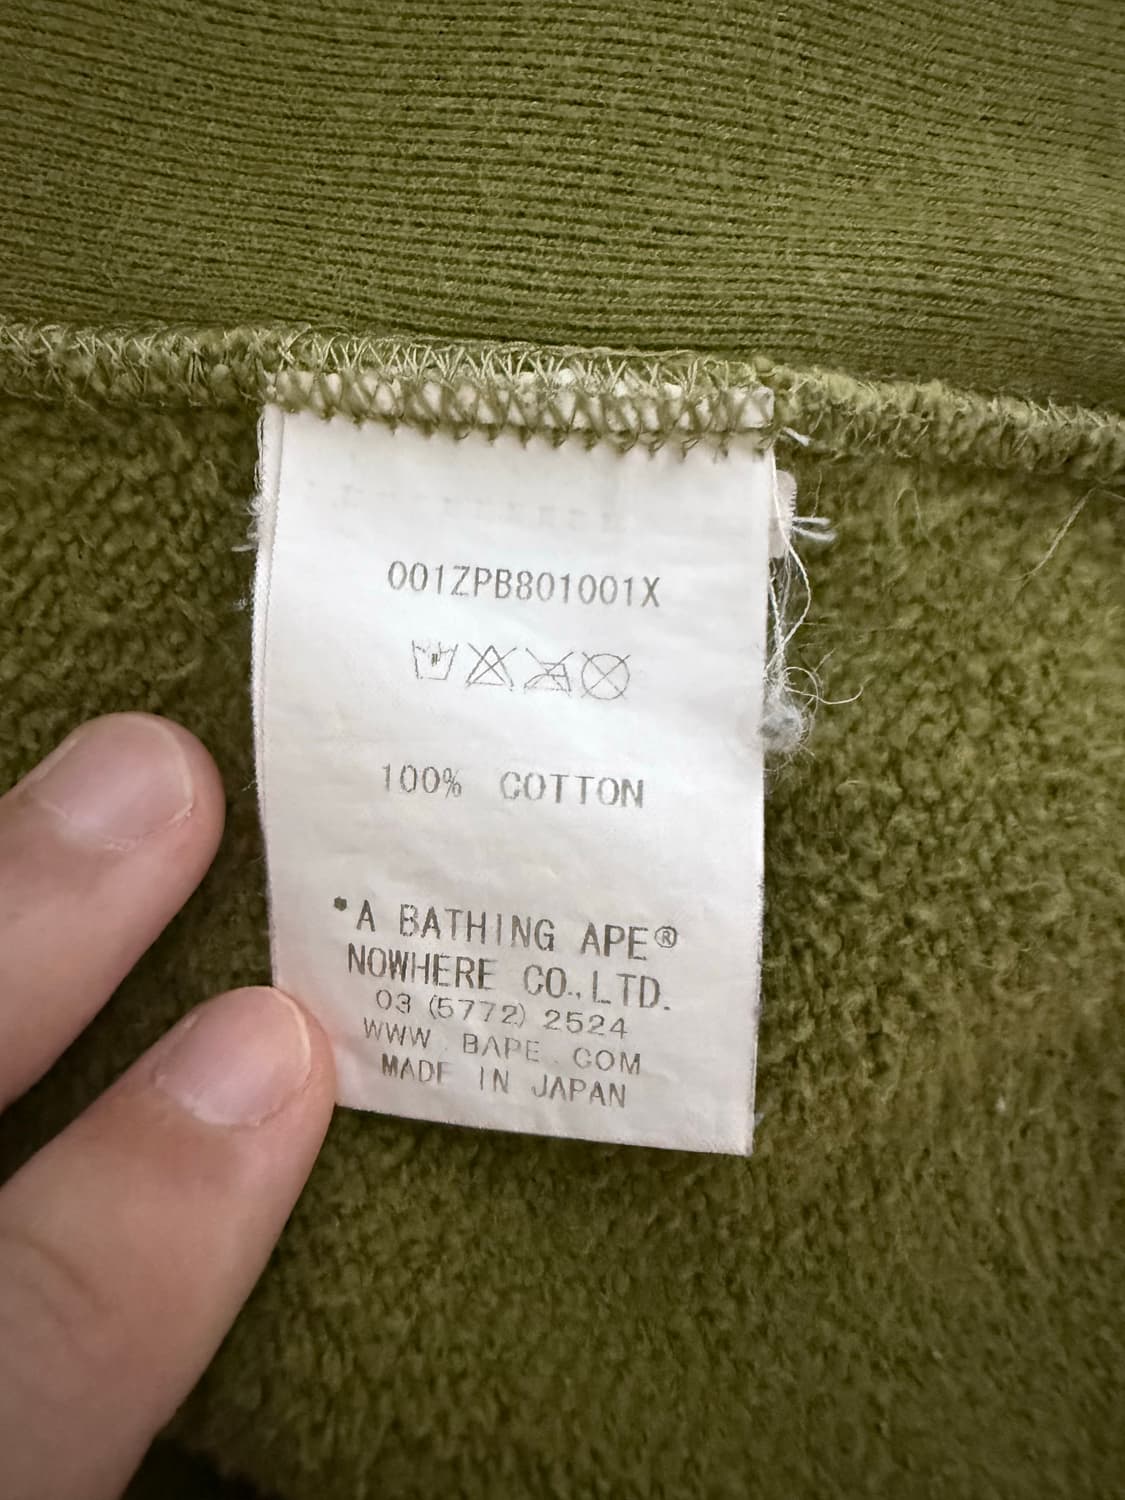 001ZPB801001X
100% COTTON
*A BATHING APE®
NOWHERE CO.,LTD.
03 (5772) 2524
WWW . BAPE . COM
MADE IN JAPAN